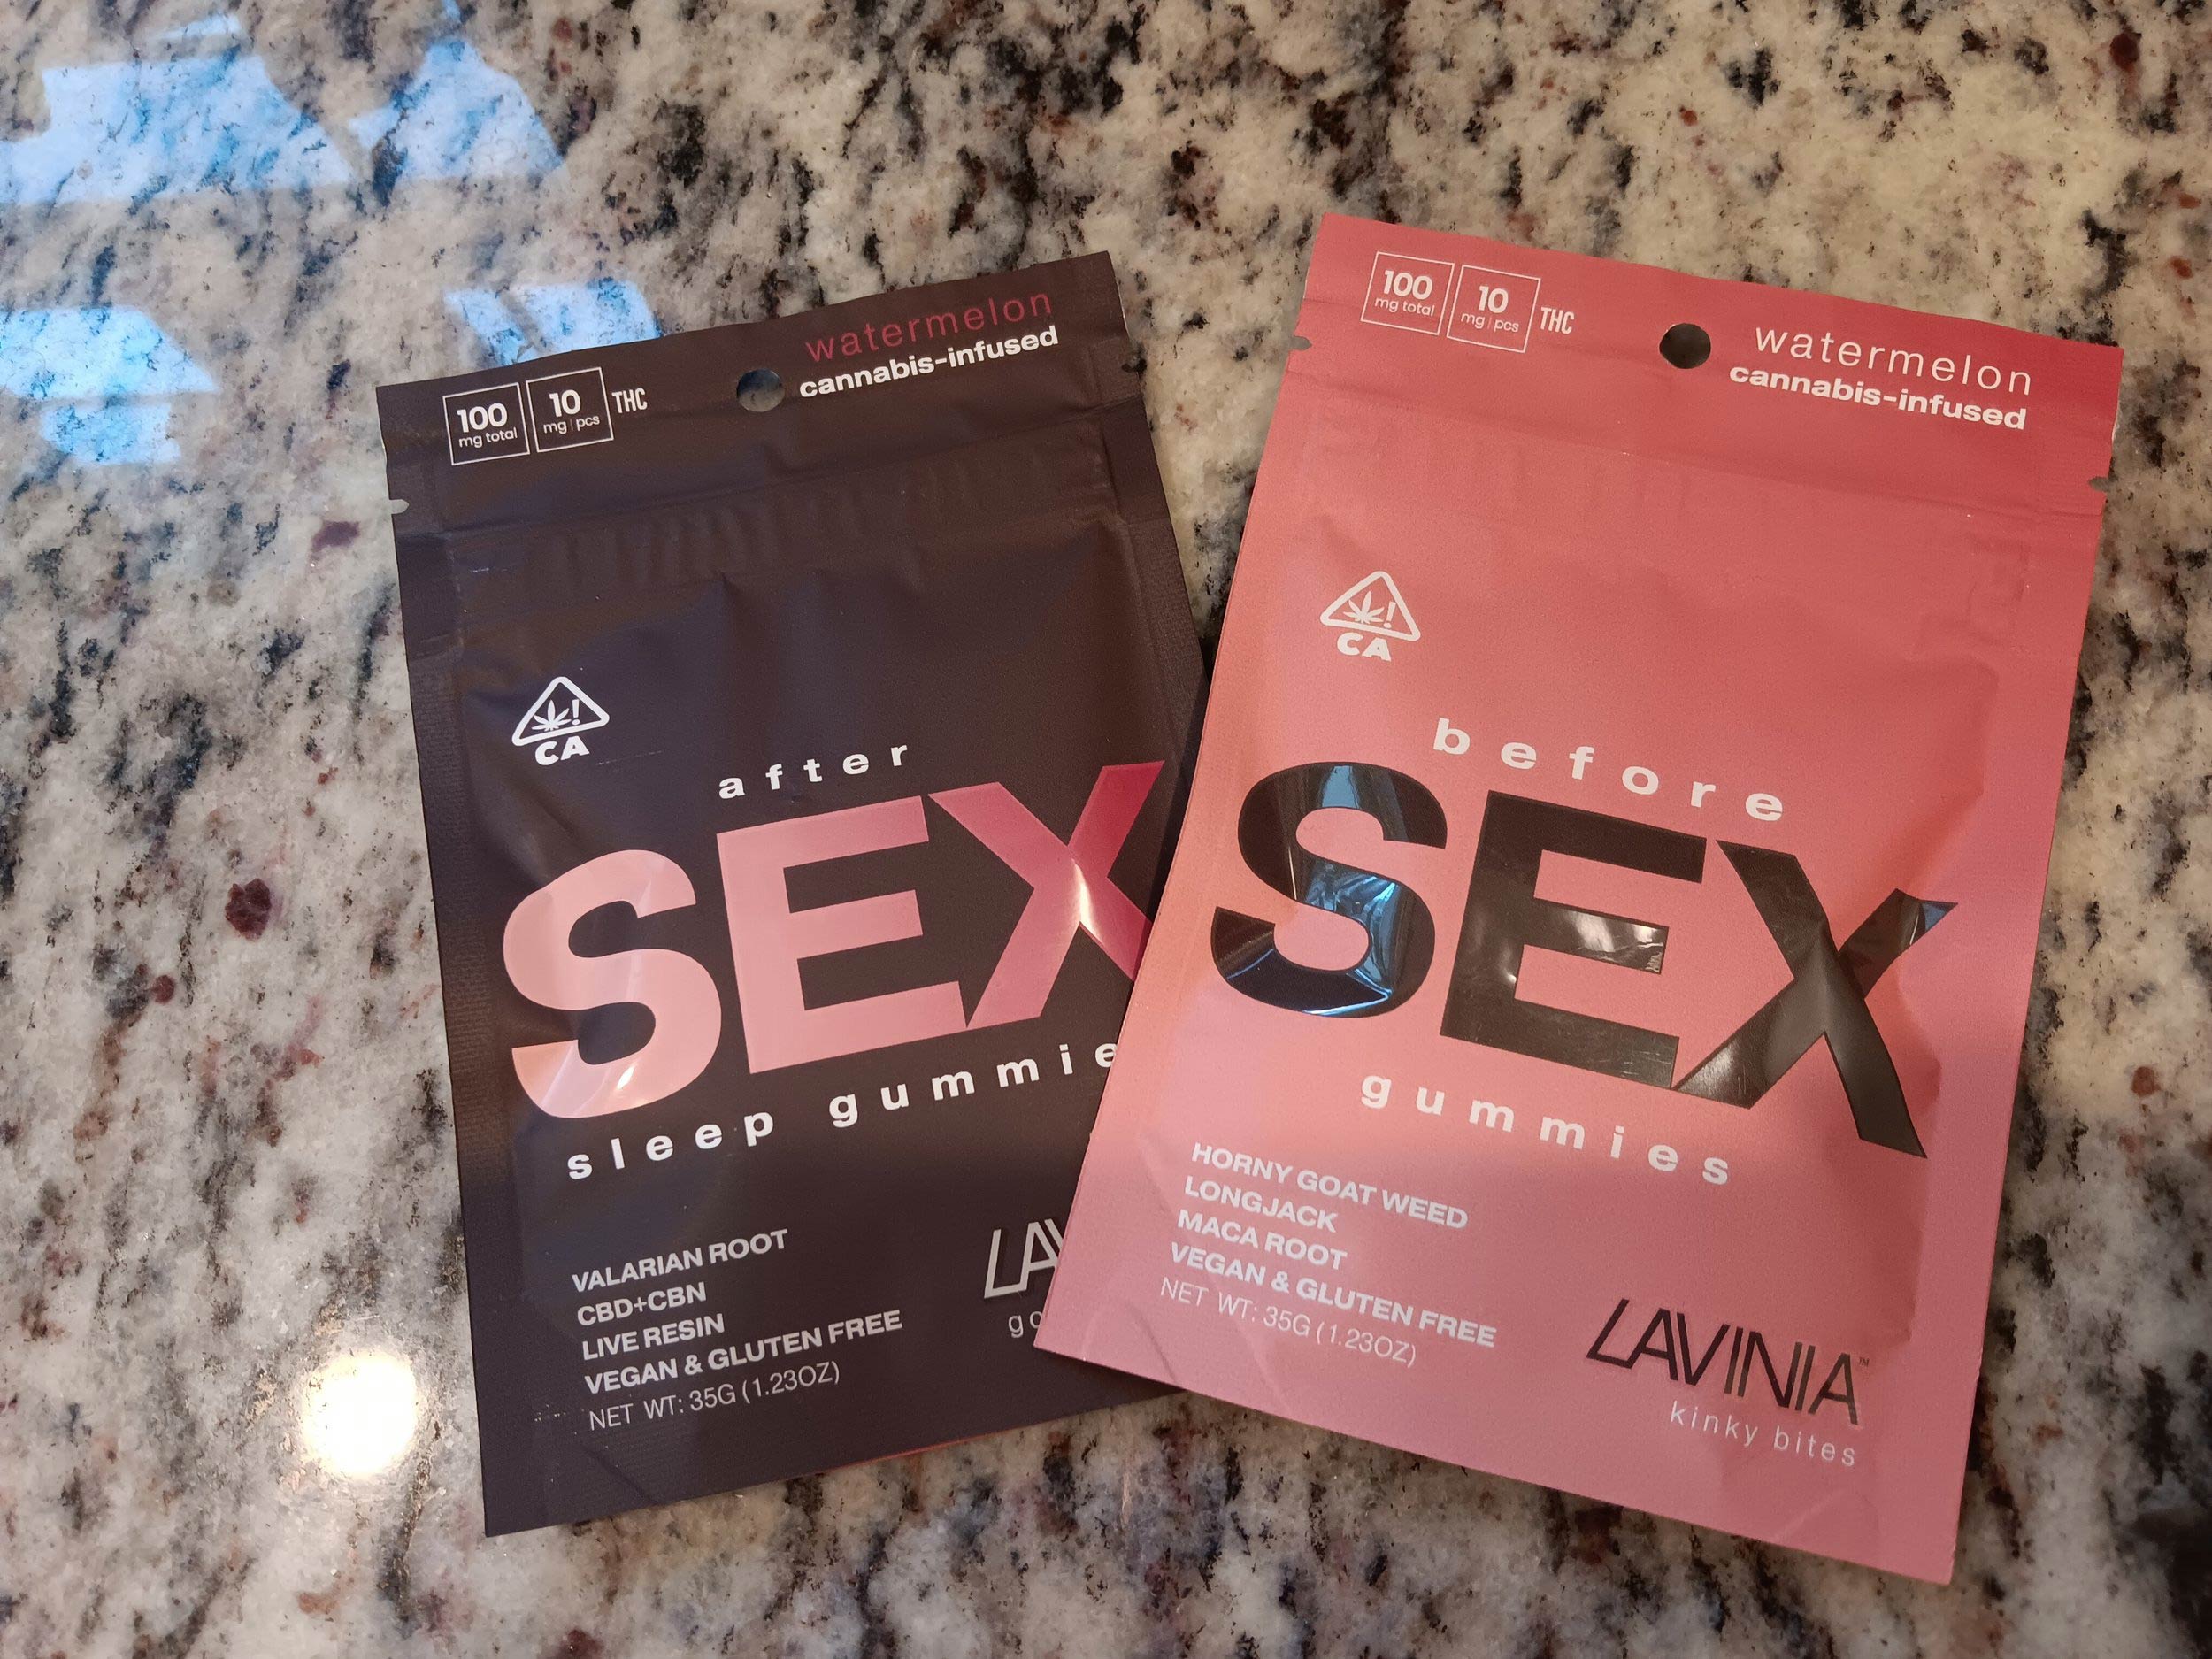 100
mg total
10
mg|pcs
THC
watermelon
cannabis-infused
CA
after
SEX
sleep gummie
VALARIAN ROOT
CBD+CBN
LIVE RESIN
VEGAN & GLUTEN FREE
NET WT: 35G (1.23OZ)
LAV
100
mg total
10
mg|pcs
THC
watermelon
cannabis-infused
CA
before
SEX
gummies
HORNY GOAT WEED
LONGJACK
MACA ROOT
VEGAN & GLUTEN FREE
NET WT: 35G (1.23OZ)
LAVINIA™
kinky bites